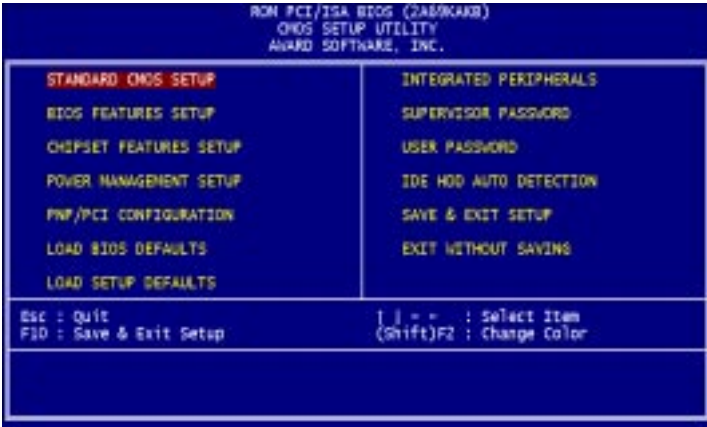 ROM PCI/ISA BIOS (2A69KAKB)
CMOS SETUP UTILITY
AWARD SOFTWARE, INC.
STANDARD CMOS SETUP
BIOS FEATURES SETUP
CHIPSET FEATURES SETUP
POWER MANAGEMENT SETUP
PNP/PCI CONFIGURATION
LOAD BIOS DEFAULTS
LOAD SETUP DEFAULTS
INTEGRATED PERIPHERALS
SUPERVISOR PASSWORD
USER PASSWORD
IDE HDD AUTO DETECTION
SAVE & EXIT SETUP
EXIT WITHOUT SAVING
Esc : Quit
F10 : Save & Exit Setup
: Select Item
(Shift)F2 : Change Color